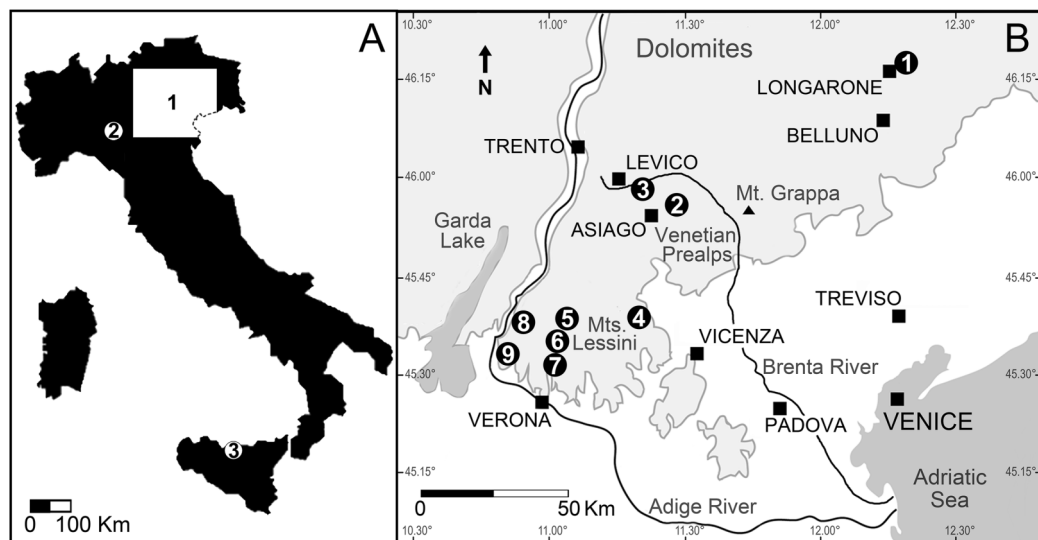 A
1
2
3
0 100 Km
10.30°
11.00°
11.30°
12.00°
12.30°
B
N
Dolomites
1
46.15°
46.15°
LONGARONE
BELLUNO
TRENTO
LEVICO
46.00°
46.00°
3
2
Mt. Grappa
Garda
Lake
ASIAGO
Venetian
Prealps
45.45°
45.45°
TREVISO
8
5
4
Mts.
Lessini
6
VICENZA
9
7
Brenta River
45.30°
45.30°
VERONA
PADOVA
VENICE
45.15°
45.15°
Adriatic
Sea
0 50 Km
Adige River
10.30°
11.00°
11.30°
12.00°
12.30°